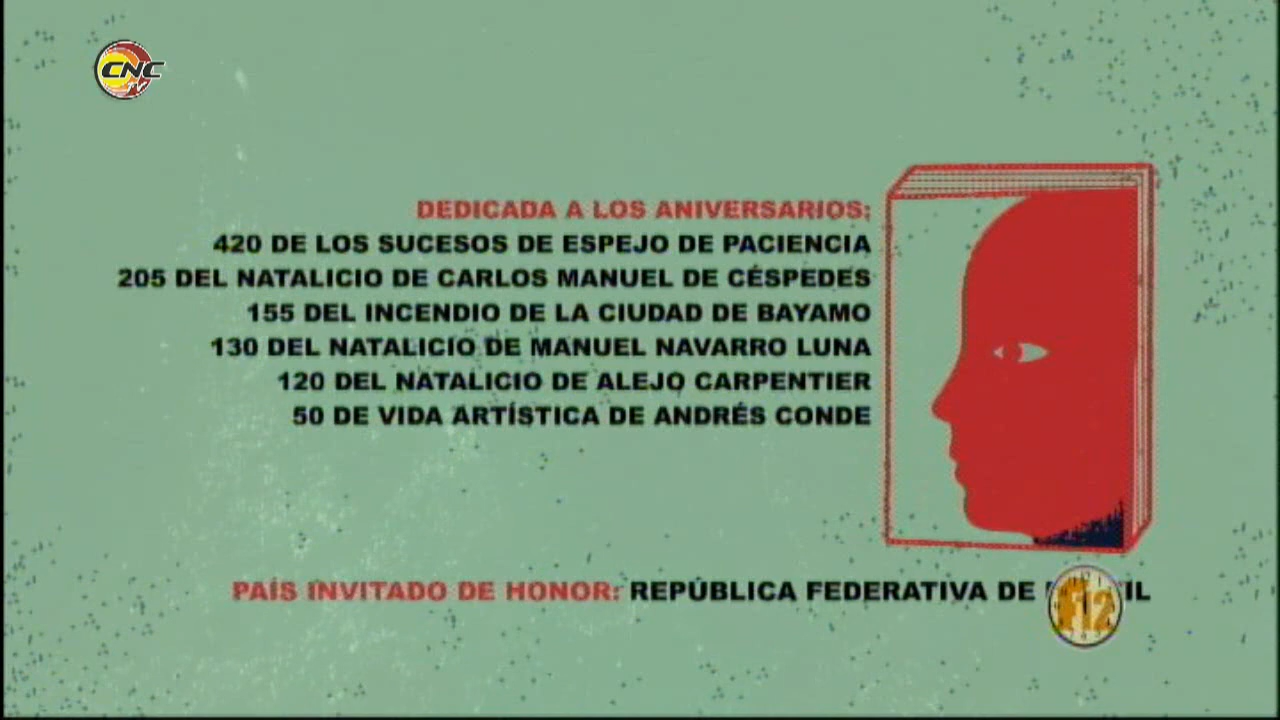 CNC
TV
DEDICADA A LOS ANIVERSARIOS:
420 DE LOS SUCESOS DE ESPEJO DE PACIENCIA
205 DEL NATALICIO DE CARLOS MANUEL DE CÉSPEDES
155 DEL INCENDIO DE LA CIUDAD DE BAYAMO
130 DEL NATALICIO DE MANUEL NAVARRO LUNA
120 DEL NATALICIO DE ALEJO CARPENTIER
50 DE VIDA ARTÍSTICA DE ANDRÉS CONDE
PAÍS INVITADO DE HONOR: REPÚBLICA FEDERATIVA DE